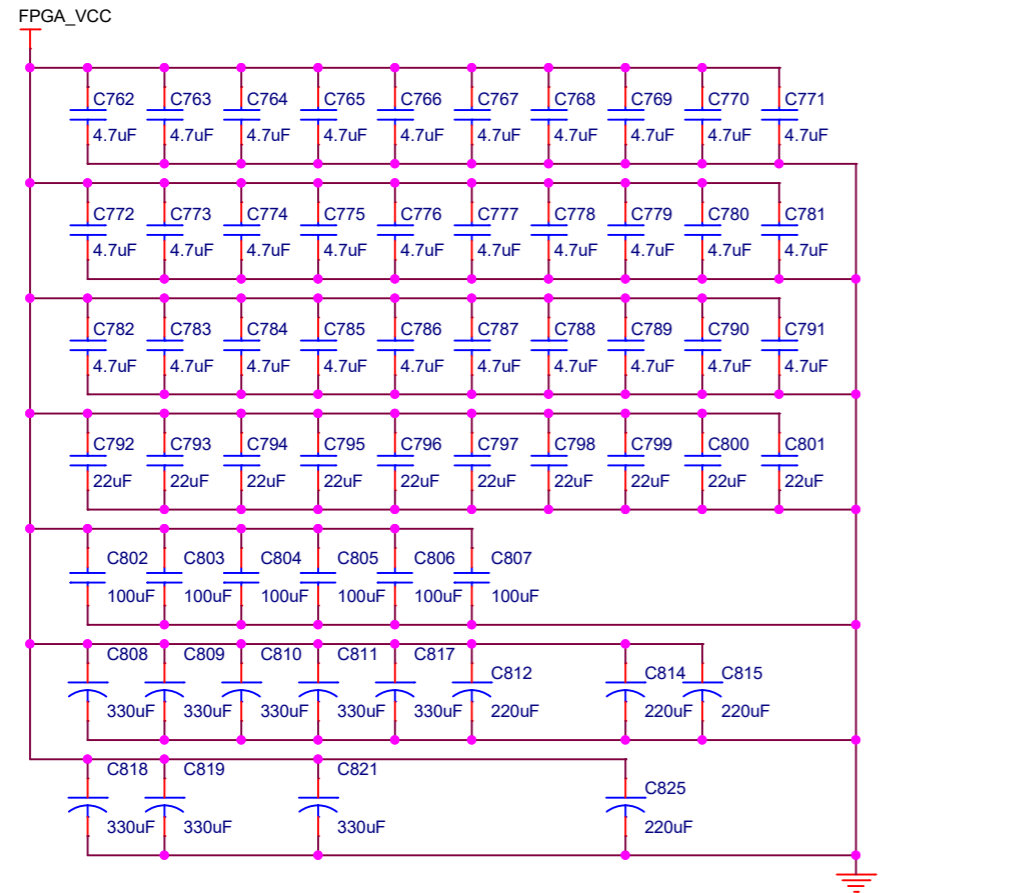 FPGA_VCC
C762 C763 C764 C765 C766 C767 C768 C769 C770 C771
4.7uF 4.7uF 4.7uF 4.7uF 4.7uF 4.7uF 4.7uF 4.7uF 4.7uF 4.7uF
C772 C773 C774 C775 C776 C777 C778 C779 C780 C781
4.7uF 4.7uF 4.7uF 4.7uF 4.7uF 4.7uF 4.7uF 4.7uF 4.7uF 4.7uF
C782 C783 C784 C785 C786 C787 C788 C789 C790 C791
4.7uF 4.7uF 4.7uF 4.7uF 4.7uF 4.7uF 4.7uF 4.7uF 4.7uF 4.7uF
C792 C793 C794 C795 C796 C797 C798 C799 C800 C801
22uF 22uF 22uF 22uF 22uF 22uF 22uF 22uF 22uF 22uF
C802 C803 C804 C805 C806 C807
100uF 100uF 100uF 100uF 100uF 100uF
C808 C809 C810 C811 C817
C812 C814 C815
330uF 330uF 330uF 330uF 330uF 220uF 220uF 220uF
C818 C819 C821
C825
330uF 330uF 330uF 220uF